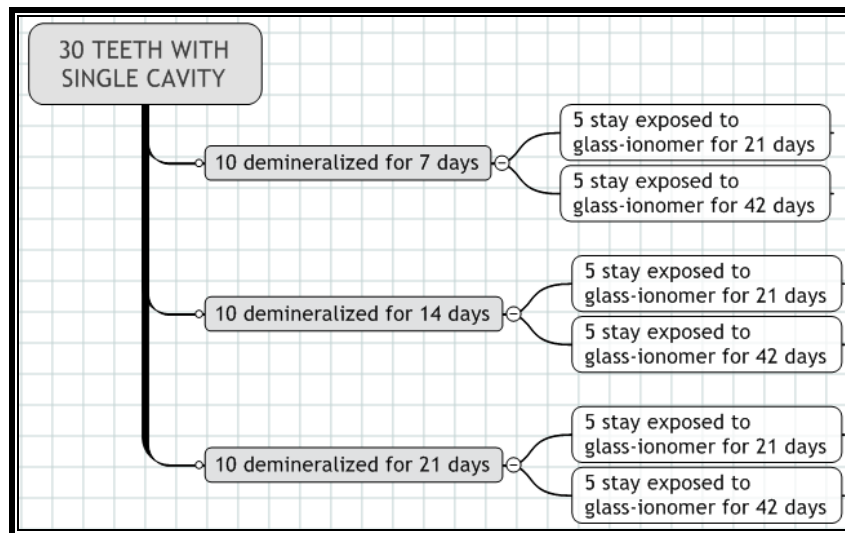 30 TEETH WITH
SINGLE CAVITY
10 demineralized for 7 days
5 stay exposed to
glass-ionomer for 21 days
5 stay exposed to
glass-ionomer for 42 days
10 demineralized for 14 days
5 stay exposed to
glass-ionomer for 21 days
5 stay exposed to
glass-ionomer for 42 days
10 demineralized for 21 days
5 stay exposed to
glass-ionomer for 21 days
5 stay exposed to
glass-ionomer for 42 days